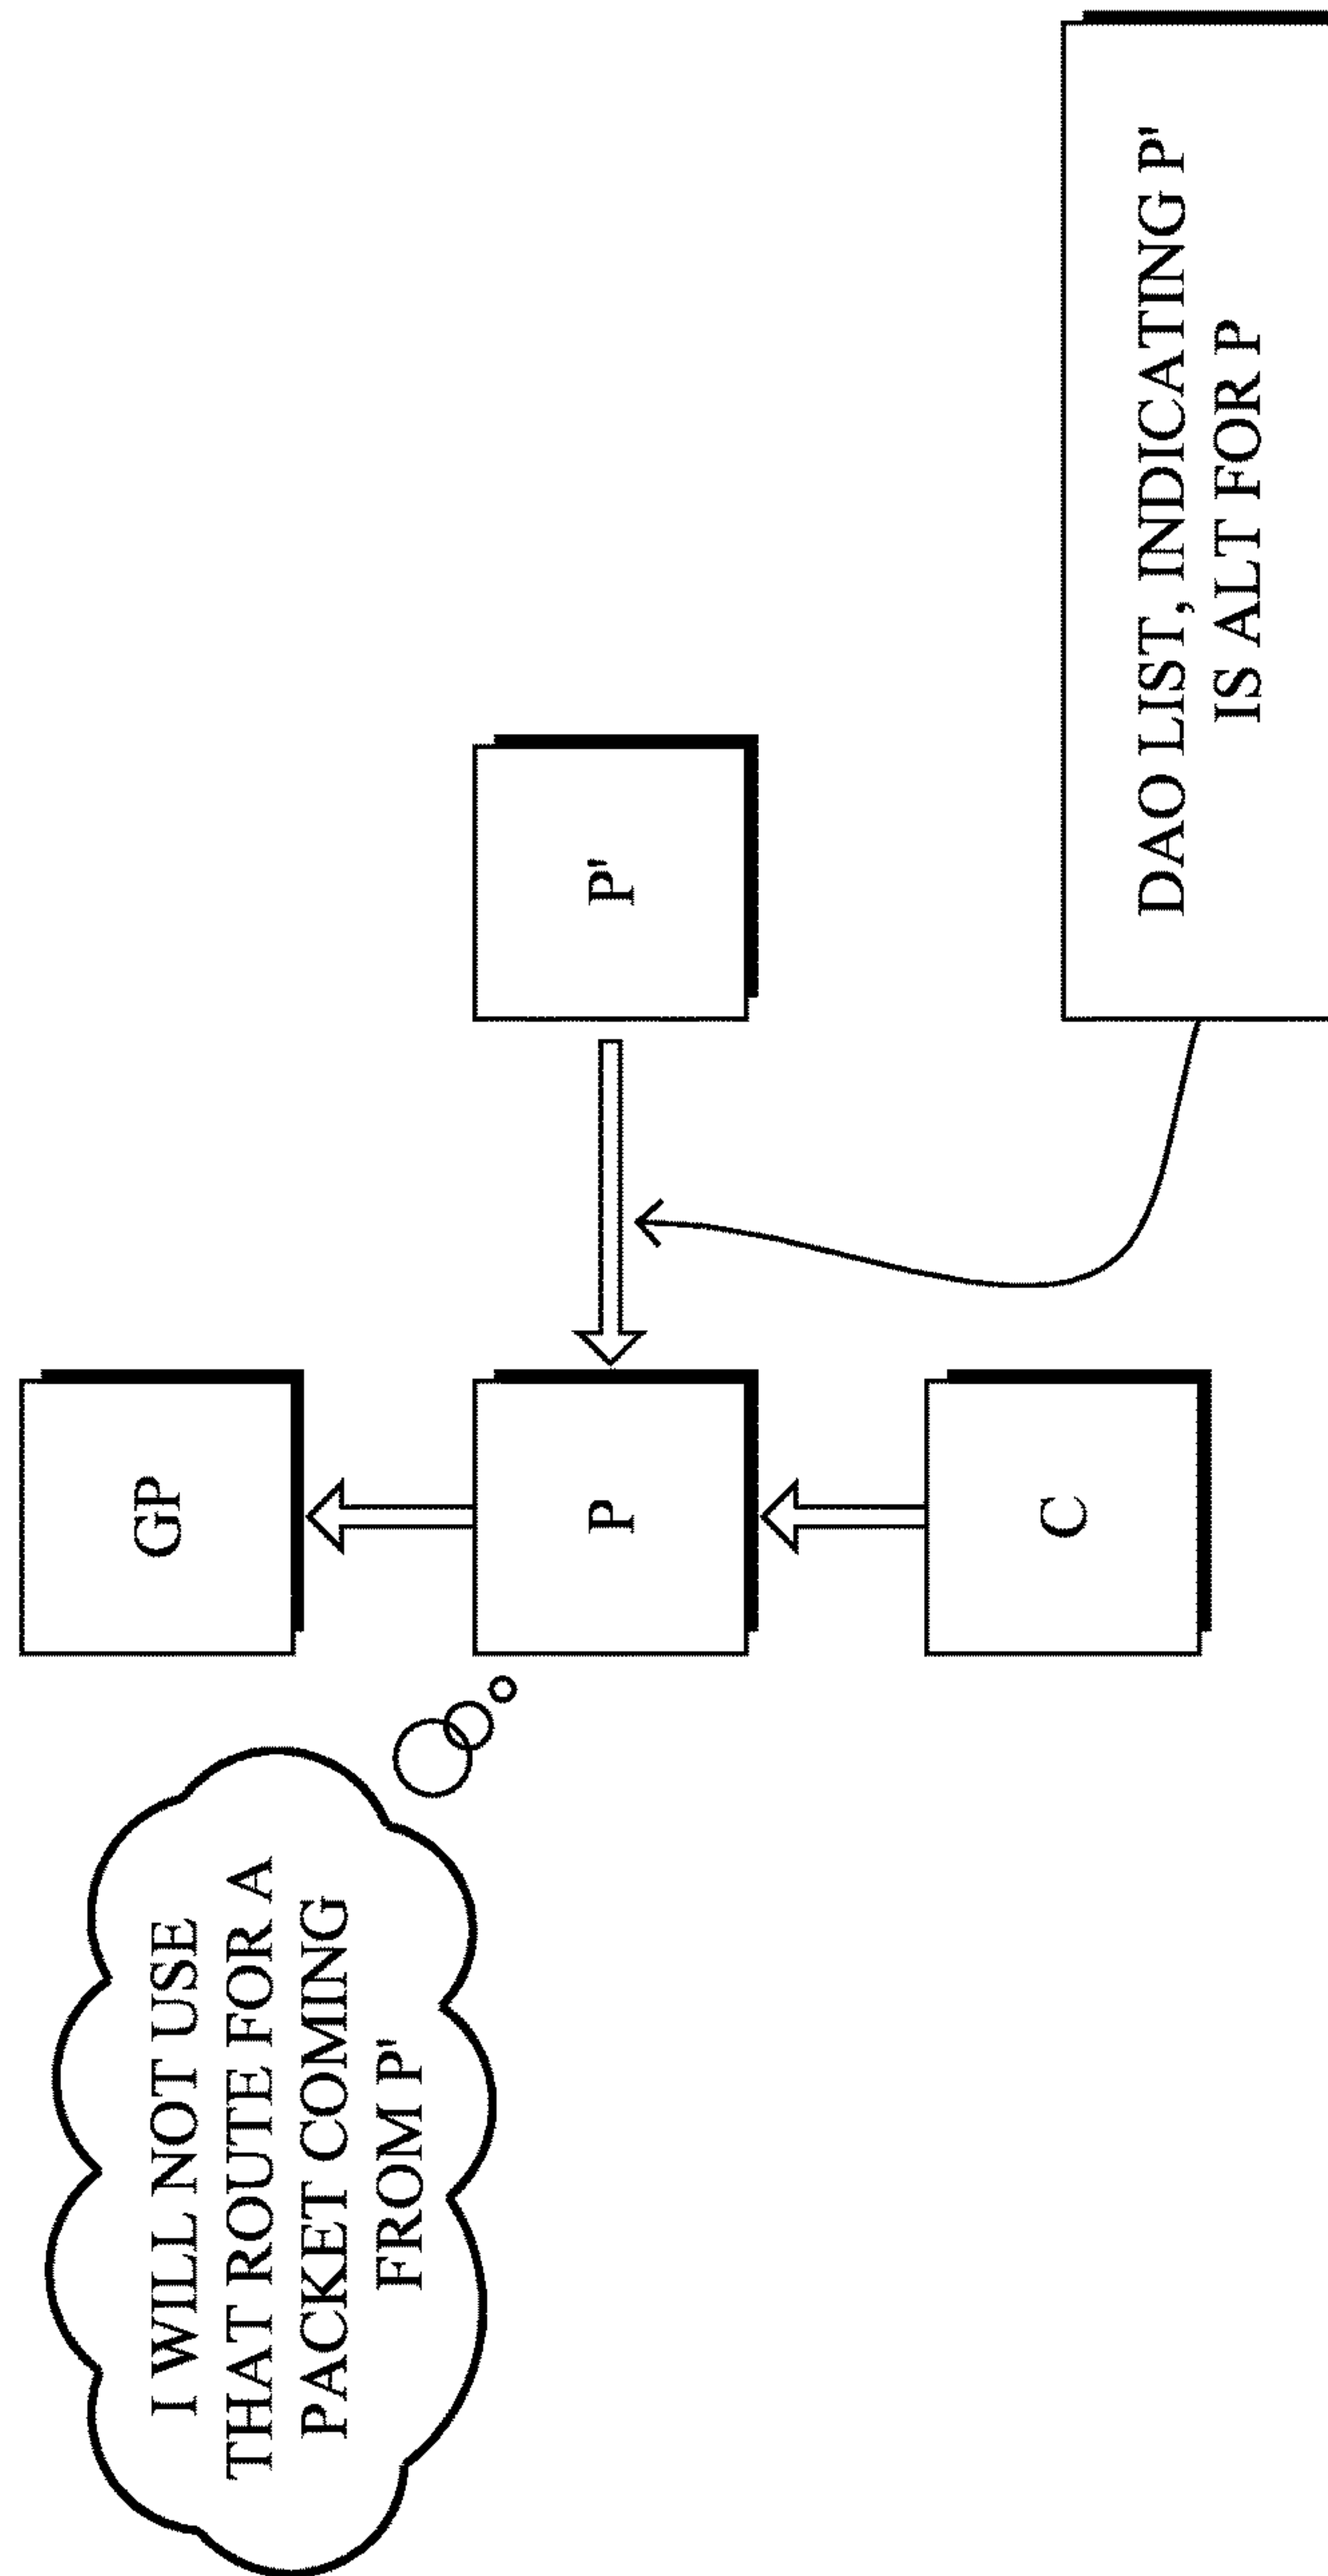 I WILL NOT USE
THAT ROUTE FOR A
PACKET COMING
FROM P'
GP
P
P'
C
DAO LIST, INDICATING P'
IS ALT FOR P